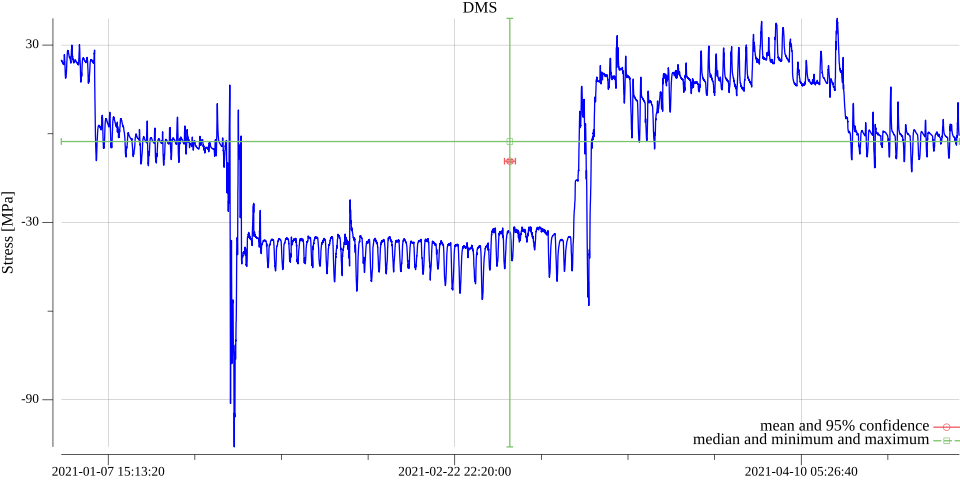 DMS
30
-30
-90
Stress [MPa]
mean and 95% confidence
median and minimum and maximum
2021-01-07 15:13:20
2021-02-22 22:20:00
2021-04-10 05:26:40